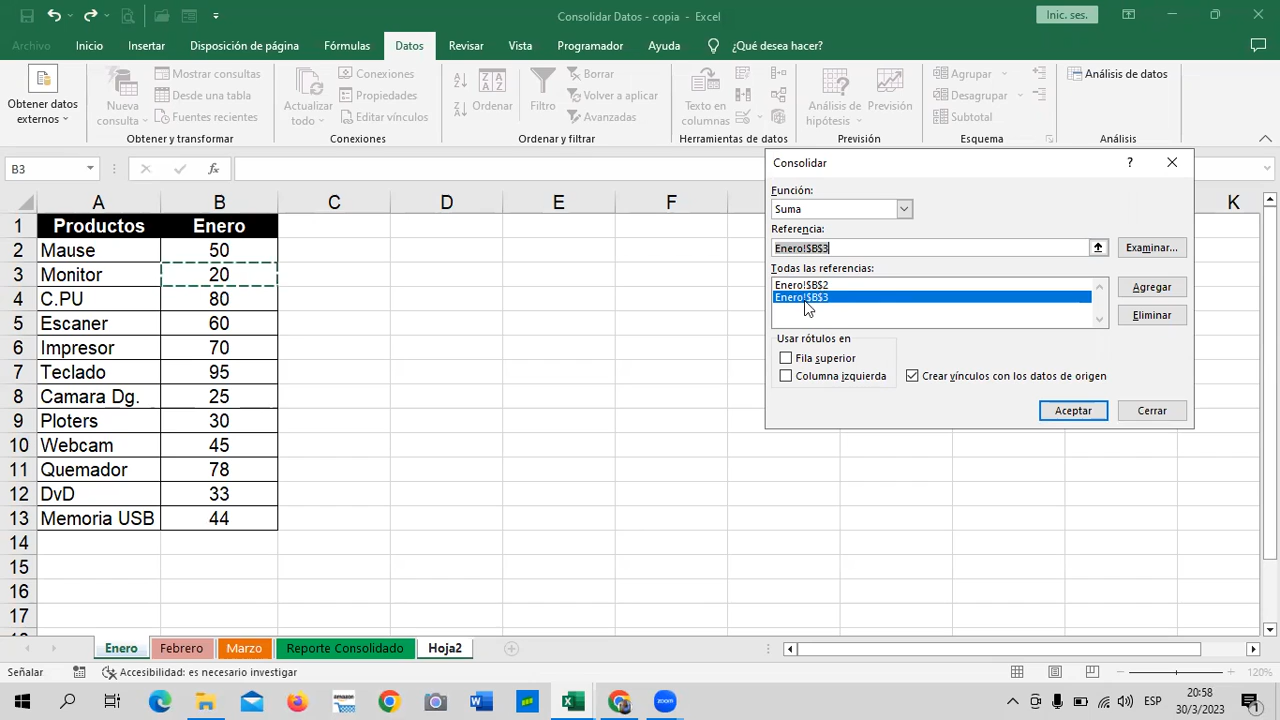 Consolidar Datos - copia - Excel
Inic. ses.
Archivo Inicio Insertar Disposición de página Fórmulas Datos Revisar Vista Programador Ayuda ¿Qué desea hacer?
Obtener datos externos
Nueva consulta
Mostrar consultas
Desde una tabla
Fuentes recientes
Obtener y transformar
Actualizar todo
Conexiones
Propiedades
Editar vínculos
Conexiones
Ordenar
Filtro
Borrar
Volver a aplicar
Avanzadas
Ordenar y filtrar
Texto en columnas
Herramientas de datos
Análisis de hipótesis
Previsión
Previsión
Agrupar
Desagrupar
Subtotal
Esquema
Análisis de datos
Análisis
B3
fx
A B C D E F K
1 Productos Enero
2 Mause 50
3 Monitor 20
4 C.PU 80
5 Escaner 60
6 Impresor 70
7 Teclado 95
8 Camara Dg. 25
9 Ploters 30
10 Webcam 45
11 Quemador 78
12 DvD 33
13 Memoria USB 44
14
15
16
17
Consolidar
?
Función:
Suma
Referencia:
Enero!$B$3
Examinar...
Todas las referencias:
Enero!$B$2
Enero!$B$3
Agregar
Eliminar
Usar rótulos en
Fila superior
Columna izquierda
Crear vínculos con los datos de origen
Aceptar
Cerrar
Enero Febrero Marzo Reporte Consolidado Hoja2
Señalar
Accesibilidad: es necesario investigar
120%
amazon
zoom
ESP
20:58
30/3/2023